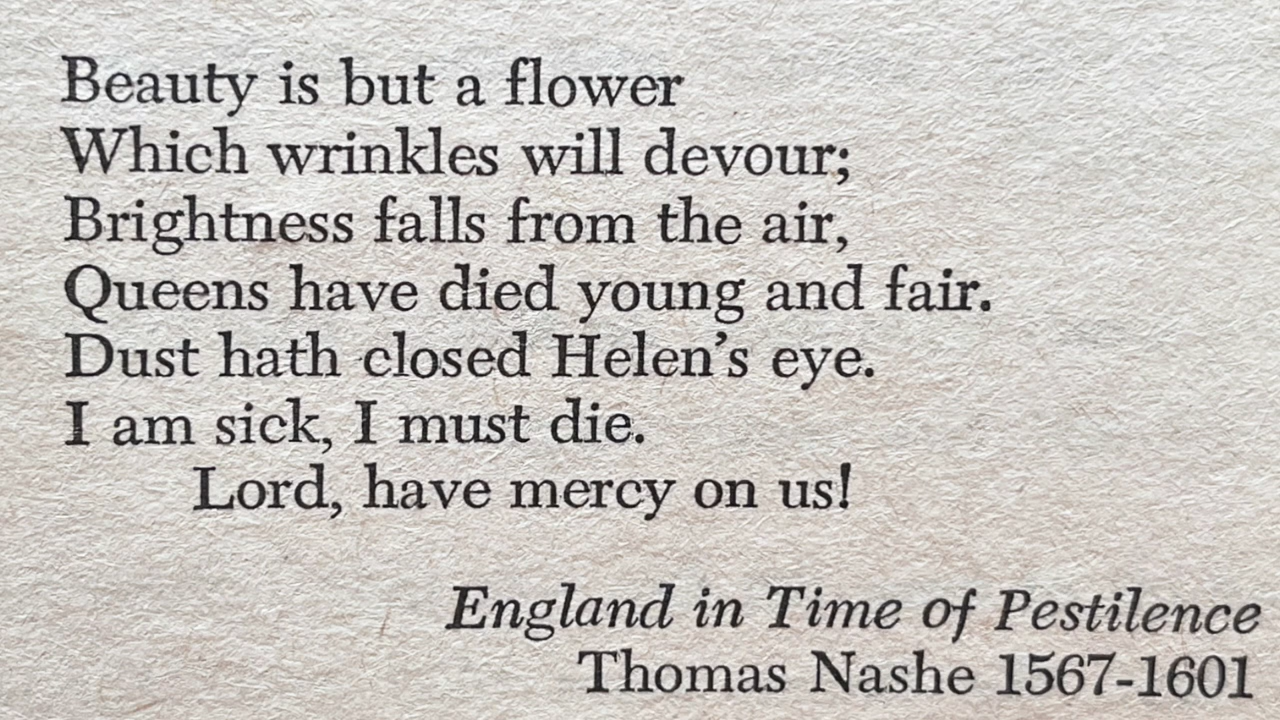 Beauty is but a flower
Which wrinkles will devour;
Brightness falls from the air,
Queens have died young and fair.
Dust hath closed Helen’s eye.
I am sick, I must die.
Lord, have mercy on us!
England in Time of Pestilence
Thomas Nashe 1567-1601